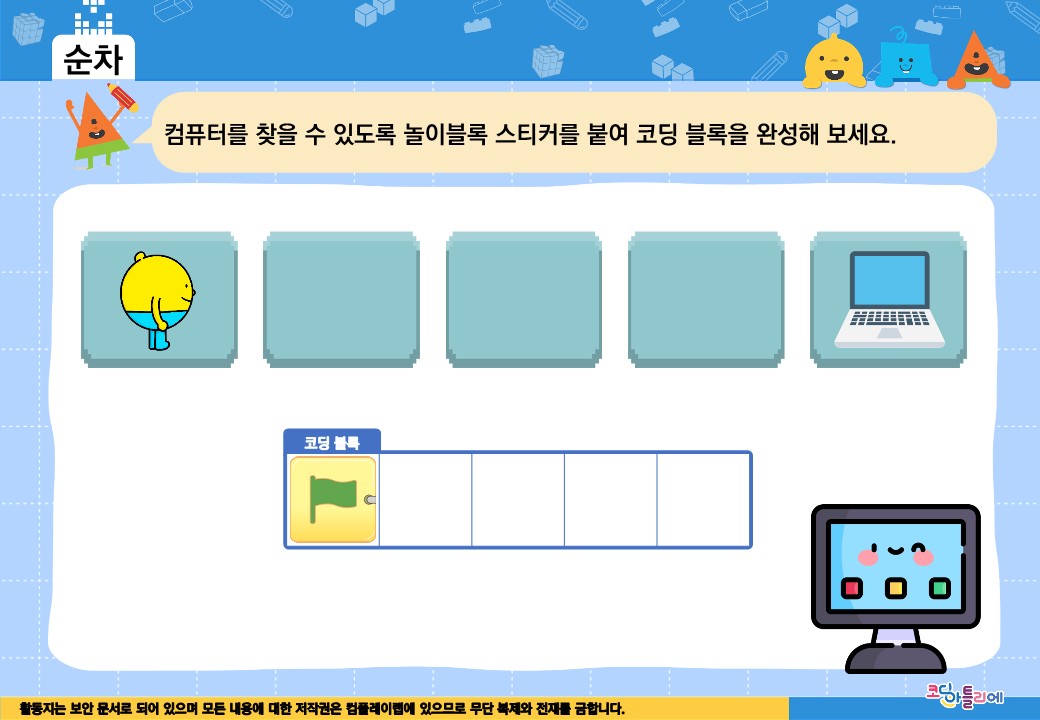 순차
컴퓨터를 찾을 수 있도록 놀이블록 스티커를 붙여 코딩 블록을 완성해 보세요.
코딩 블록
코딩아틀리에
활동지는 보안 문서로 되어 있으며 모든 내용에 대한 저작권은 컴플레이랩에 있으므로 무단 복제와 전재를 금합니다.